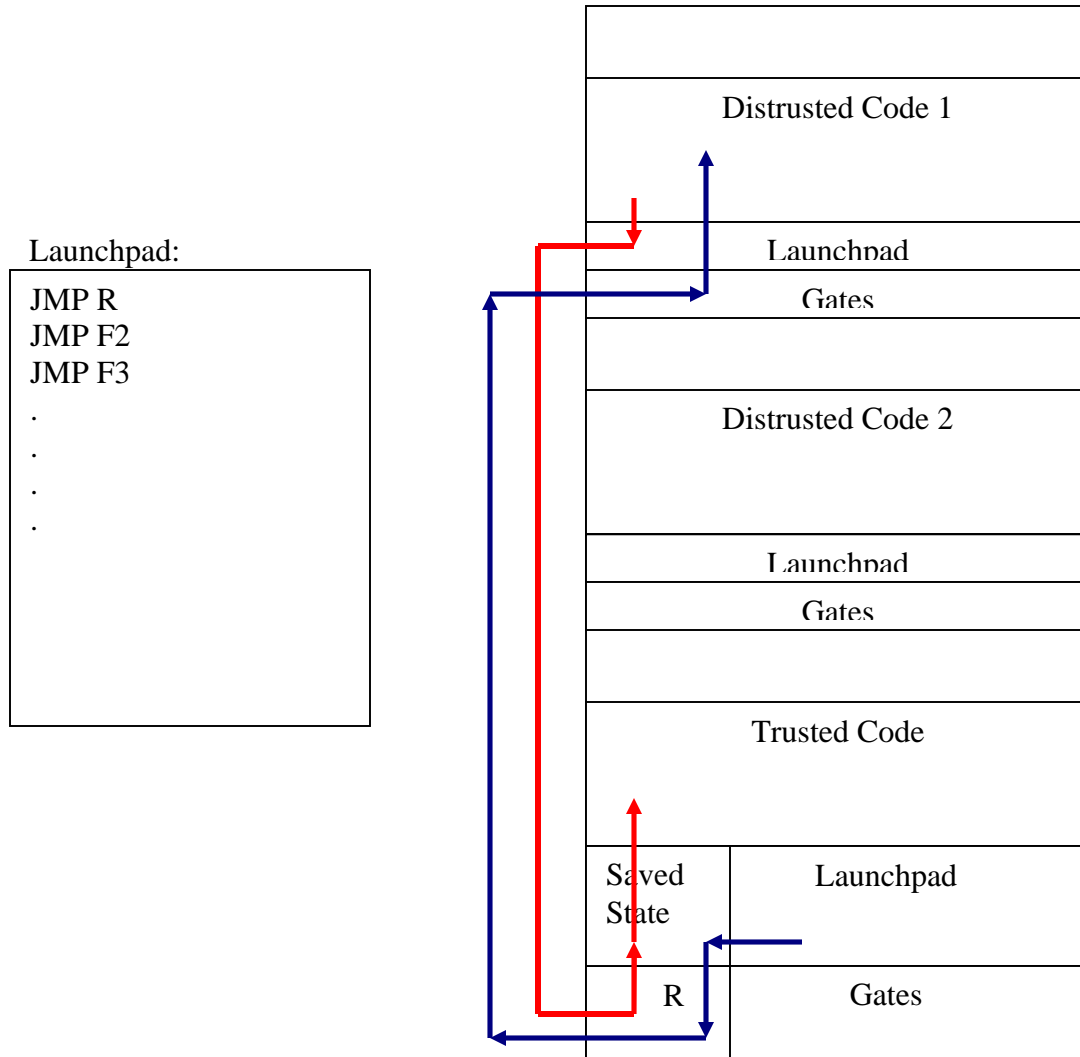 Launchpad:
JMP R
JMP F2
JMP F3
.
.
.
.
Distrusted Code 1
Launchpad
Gates
Distrusted Code 2
Launchpad
Gates
Trusted Code
Saved
State
Launchpad
R
Gates